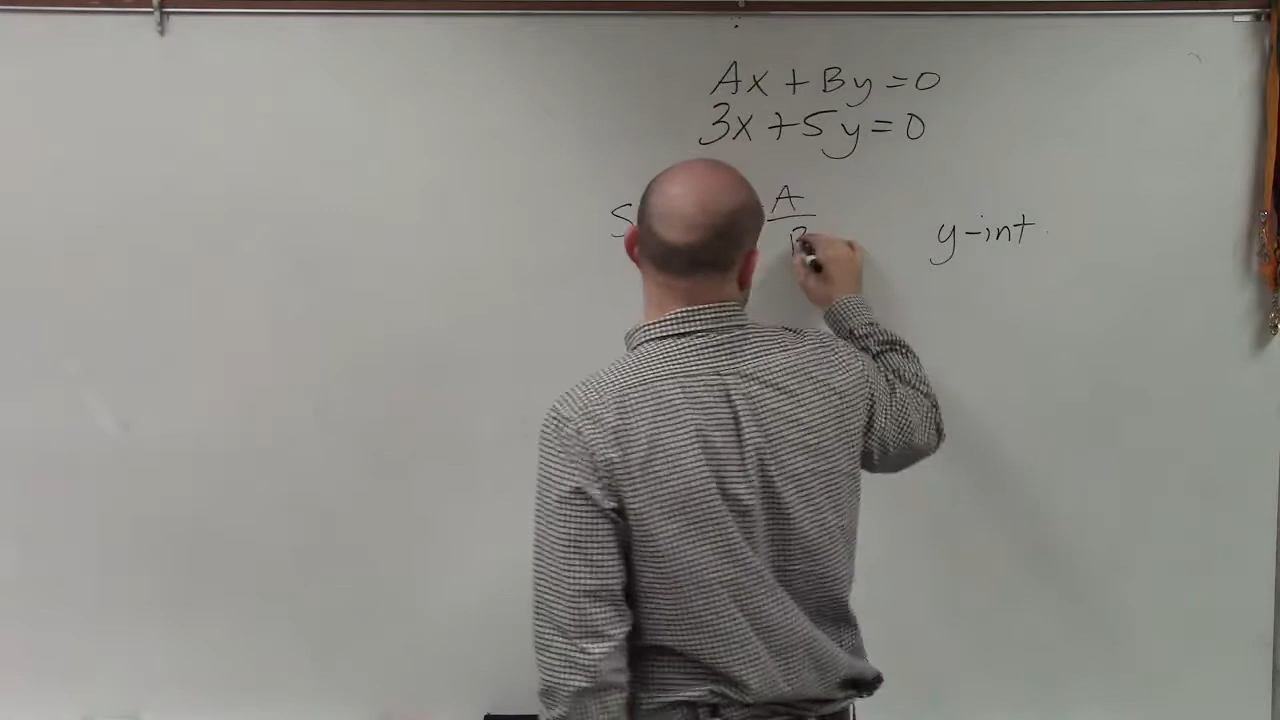 Ax + By = 0
3x + 5y = 0
S A/B y-int.